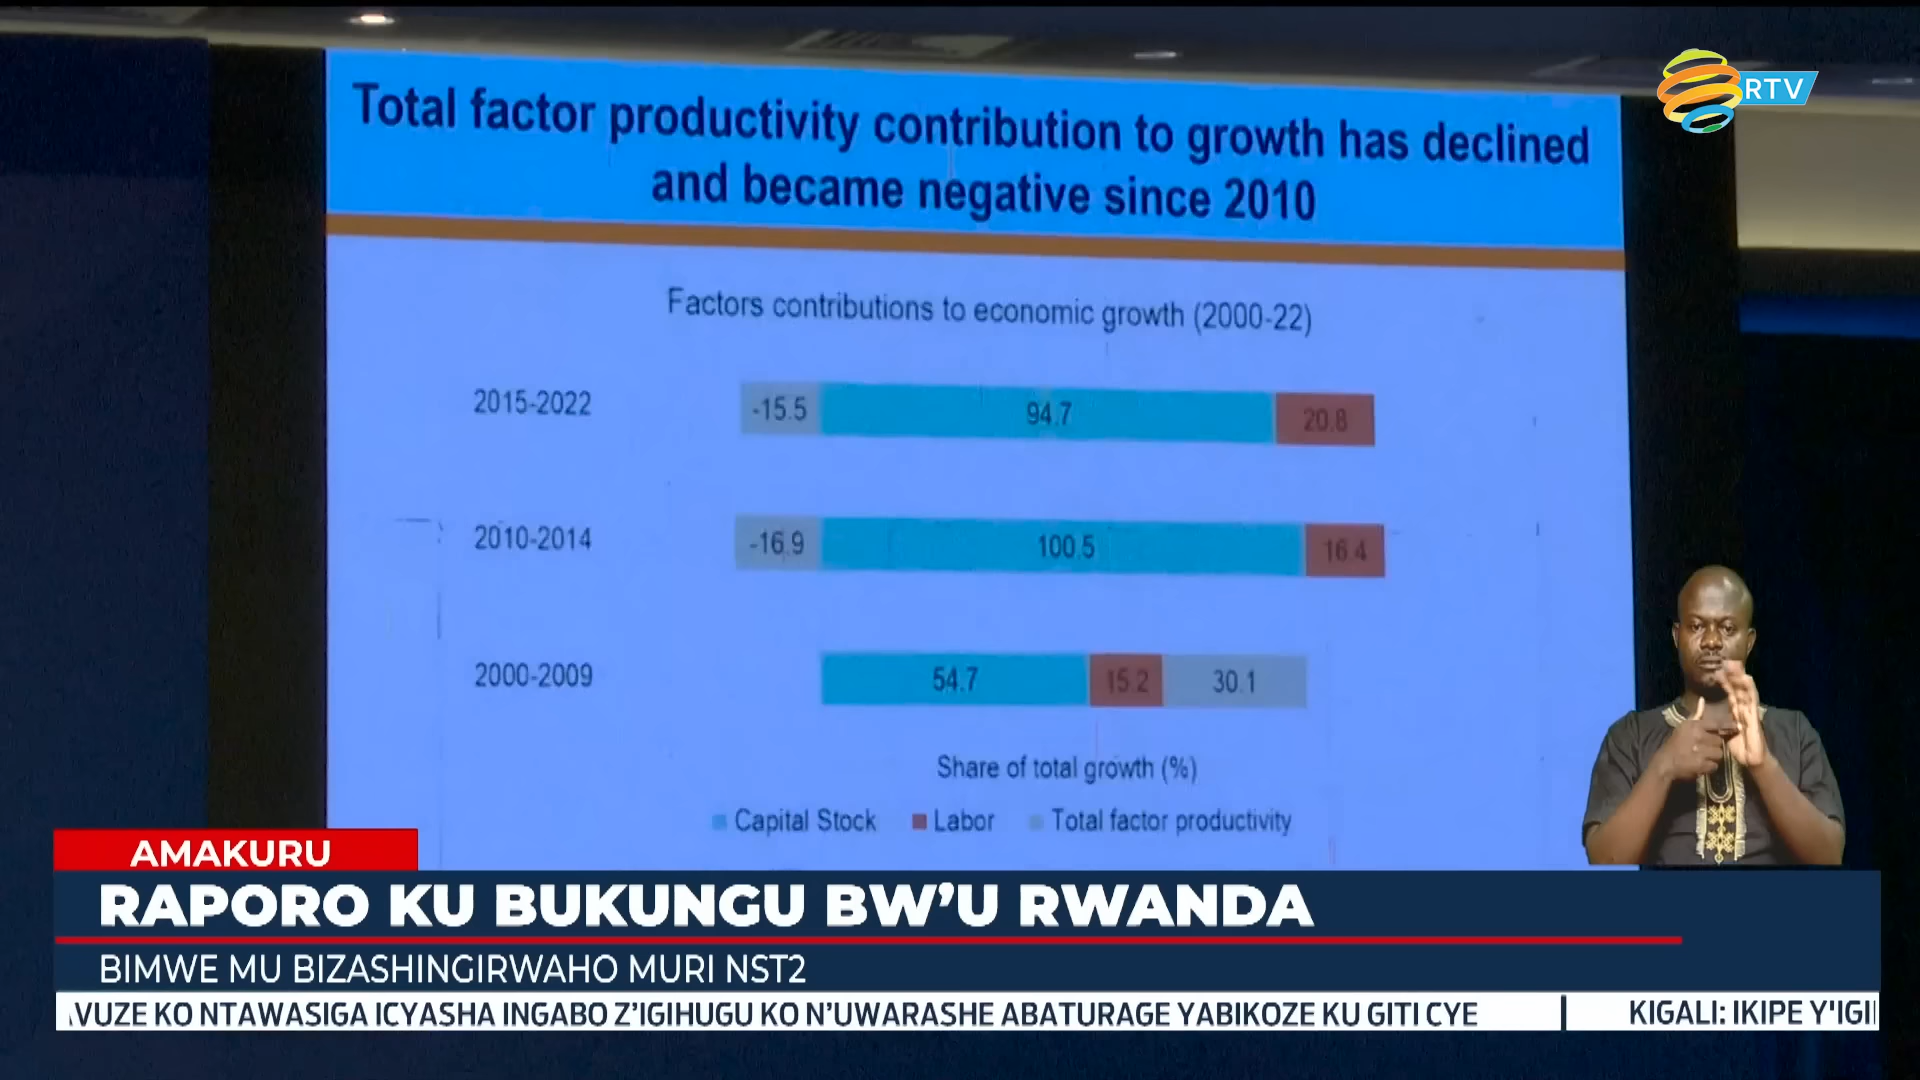 RTV
Total factor productivity contribution to growth has declined
and became negative since 2010
Factors contributions to economic growth (2000-22)
2015-2022
-15.5
94.7
20.8
2010-2014
-16.9
100.5
16.4
2000-2009
54.7
15.2
30.1
Share of total growth (%)
Capital Stock
Labor
Total factor productivity
AMAKURU
RAPORO KU BUKUNGU BW'U RWANDA
BIMWE MU BIZASHINGIRWAHO MURI NST2
VUZE KO NTAWASIGA ICYASHA INGABO Z'IGIHUGU KO N'UWARASHE ABATURAGE YABIKOZE KU GITI CYE
KIGALI: IKIPE Y'IGI